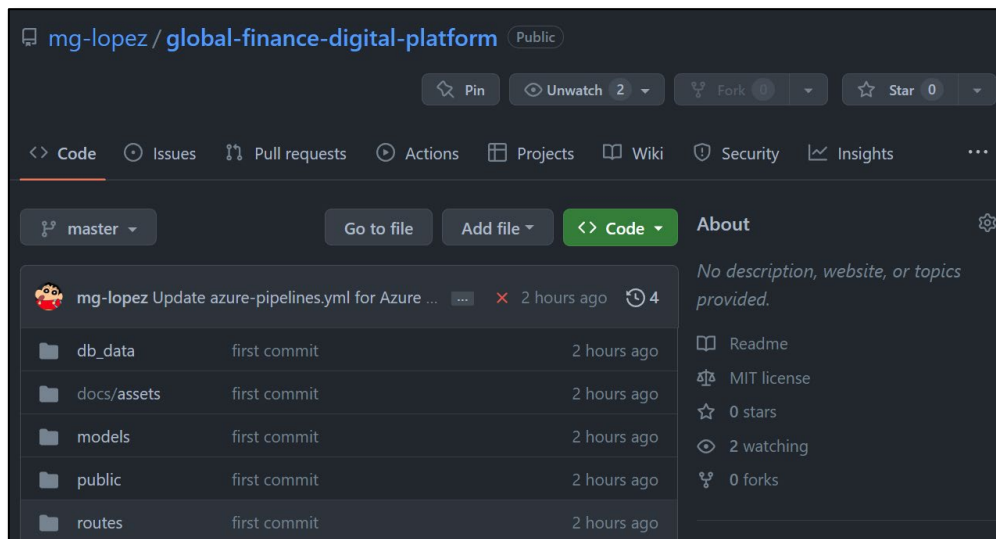 mg-lopez / global-finance-digital-platform Public
Pin Unwatch 2 Fork 0 Star 0
Code Issues Pull requests Actions Projects Wiki Security Insights ...
master Go to file Add file Code
mg-lopez Update azure-pipelines.yml for Azure ... ... 2 hours ago 4
db_data first commit 2 hours ago
docs/assets first commit 2 hours ago
models first commit 2 hours ago
public first commit 2 hours ago
routes first commit 2 hours ago
About
No description, website, or topics
provided.
Readme
MIT license
0 stars
2 watching
0 forks